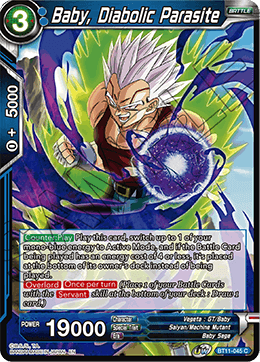 BATTLE
3 Baby, Diabolic Parasite
+ 5000
Counter:Play Play this card, switch up to 1 of your
mono-blue energy to Active Mode, and if the Battle Card
being played has an energy cost of 4 or less, it's placed
at the bottom of its owner's deck instead of being
played.
Overlord Once per turn (Place 1 of your Battle Cards
with the Servant skill at the bottom of your deck : Draw 1
card.)
POWER 19000
Character Vegeta : GT/Baby
Special Trait Saiyan/Machine Mutant
Era Baby Saga
BT11-045 C